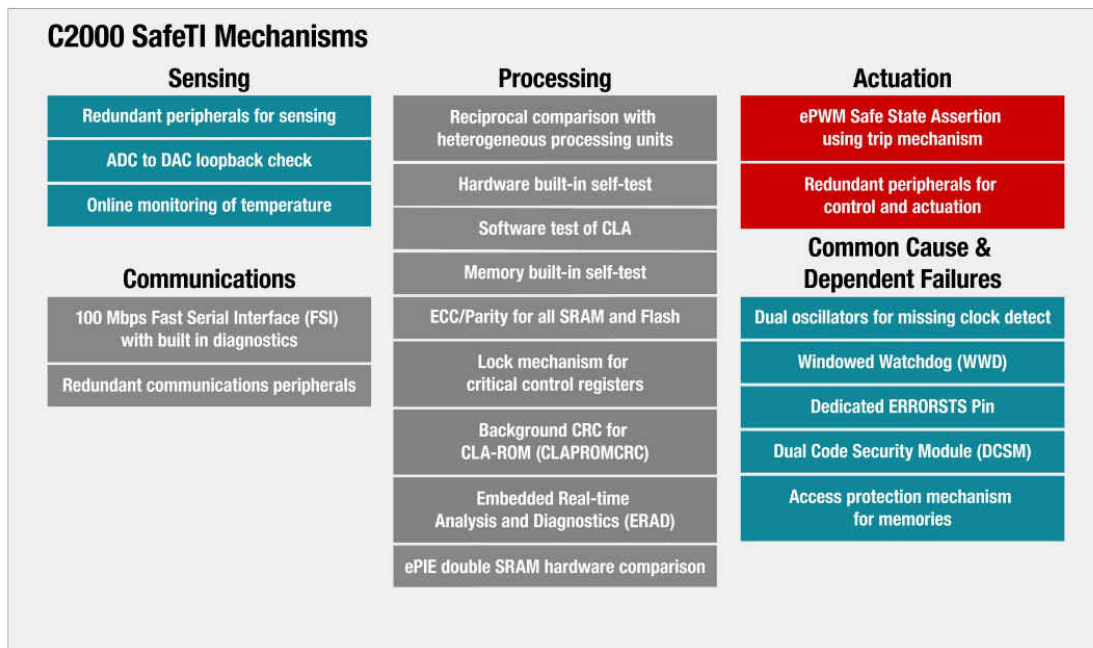 C2000 SafeTI Mechanisms
Sensing
Redundant peripherals for sensing
ADC to DAC loopback check
Online monitoring of temperature
Communications
100 Mbps Fast Serial Interface (FSI)
with built in diagnostics
Redundant communications peripherals
Processing
Reciprocal comparison with
heterogeneous processing units
Hardware built-in self-test
Software test of CLA
Memory built-in self-test
ECC/Parity for all SRAM and Flash
Lock mechanism for
critical control registers
Background CRC for
CLA-ROM (CLAPROMCRC)
Embedded Real-time
Analysis and Diagnostics (ERAD)
ePIE double SRAM hardware comparison
Actuation
ePWM Safe State Assertion
using trip mechanism
Redundant peripherals for
control and actuation
Common Cause &
Dependent Failures
Dual oscillators for missing clock detect
Windowed Watchdog (WWD)
Dedicated ERRORSTS Pin
Dual Code Security Module (DCSM)
Access protection mechanism
for memories